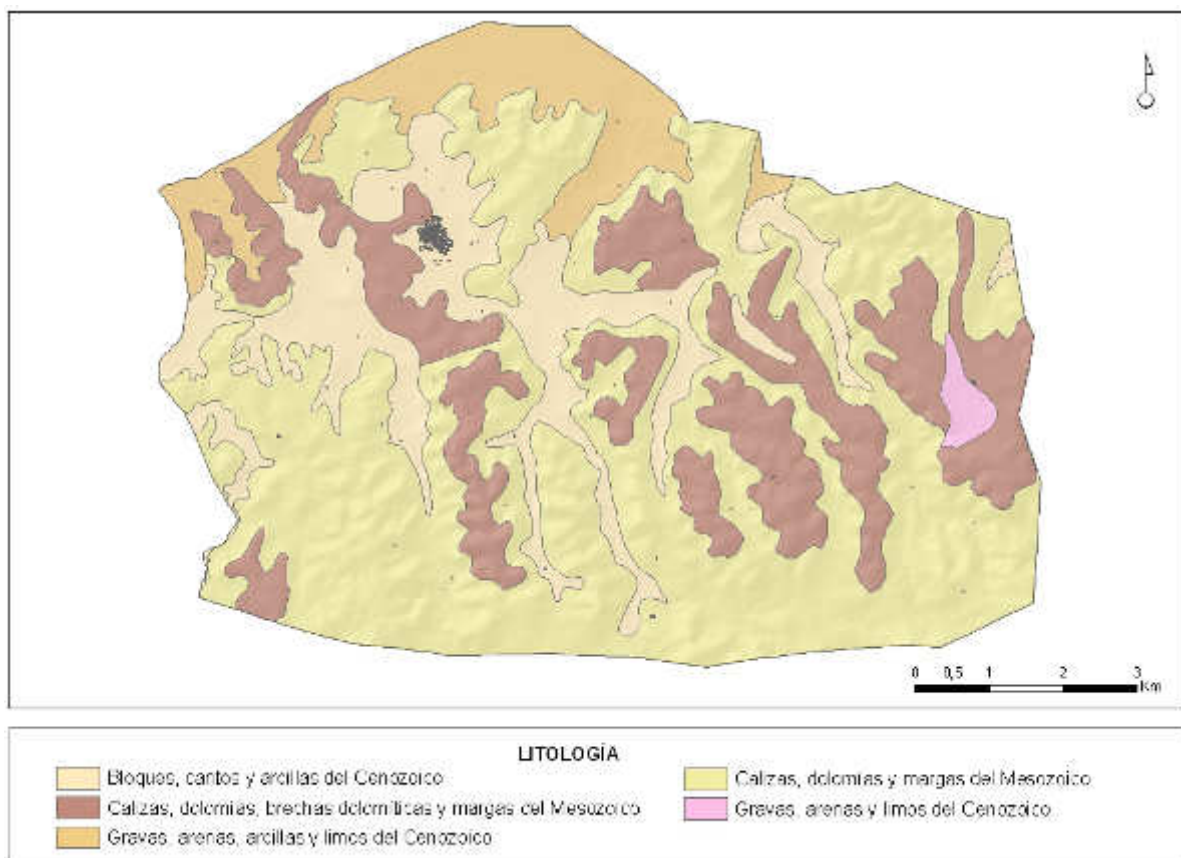 0 0,5 1 2 3
Km
LITOLOGÍA
Bloques, cantos y arcillas del Cenozoico
Calizas, dolomías y margas del Mesozoico
Calizas, dolomías, brechas dolomíticas y margas del Mesozoico
Gravas, arenas y limos del Cenozoico
Gravas, arenas, arcillas y limos del Cenozoico